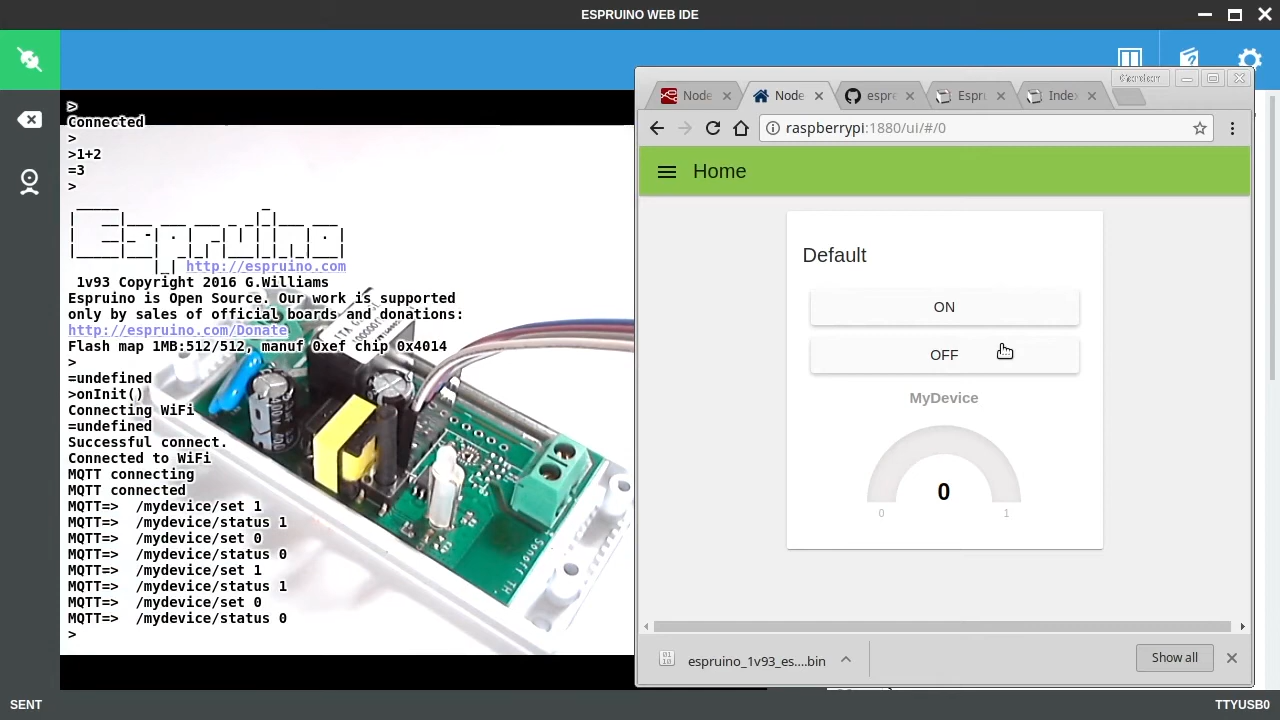 ESPRUINO WEB IDE
>
Connected
>
>1+2
=3
>
http://espruino.com
1v93 Copyright 2016 G.Williams
Espruino is Open Source. Our work is supported
only by sales of official boards and donations:
http://espruino.com/Donate
Flash map 1MB:512/512, manuf 0xef chip 0x4014
>
=undefined
>onInit()
Connecting WiFi
=undefined
Successful connect.
Connected to WiFi
MQTT connecting
MQTT connected
MQTT=>  /mydevice/set 1
MQTT=>  /mydevice/status 1
MQTT=>  /mydevice/set 0
MQTT=>  /mydevice/status 0
MQTT=>  /mydevice/set 1
MQTT=>  /mydevice/status 1
MQTT=>  /mydevice/set 0
MQTT=>  /mydevice/status 0
>
Sonoff TH
Node
Node
espre
Espru
Index
raspberrypi:1880/ui/#/0
Home
Default
ON
OFF
MyDevice
0
0 1
espruino_1v93_es....bin
Show all
SENT
TTYUSB0